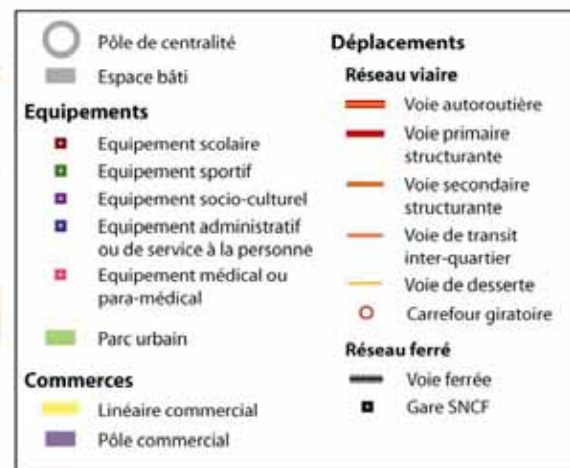 Pôle de centralité
Espace bâti
Equipements
Equipement scolaire
Equipement sportif
Equipement socio-culturel
Equipement administratif
ou de service à la personne
Equipement médical ou
para-médical
Parc urbain
Commerces
Linéaire commercial
Pôle commercial
Déplacements
Réseau viaire
Voie autoroutière
Voie primaire
structurante
Voie secondaire
structurante
Voie de transit
inter-quartier
Voie de desserte
Carrefour giratoire
Réseau ferré
Voie ferrée
Gare SNCF